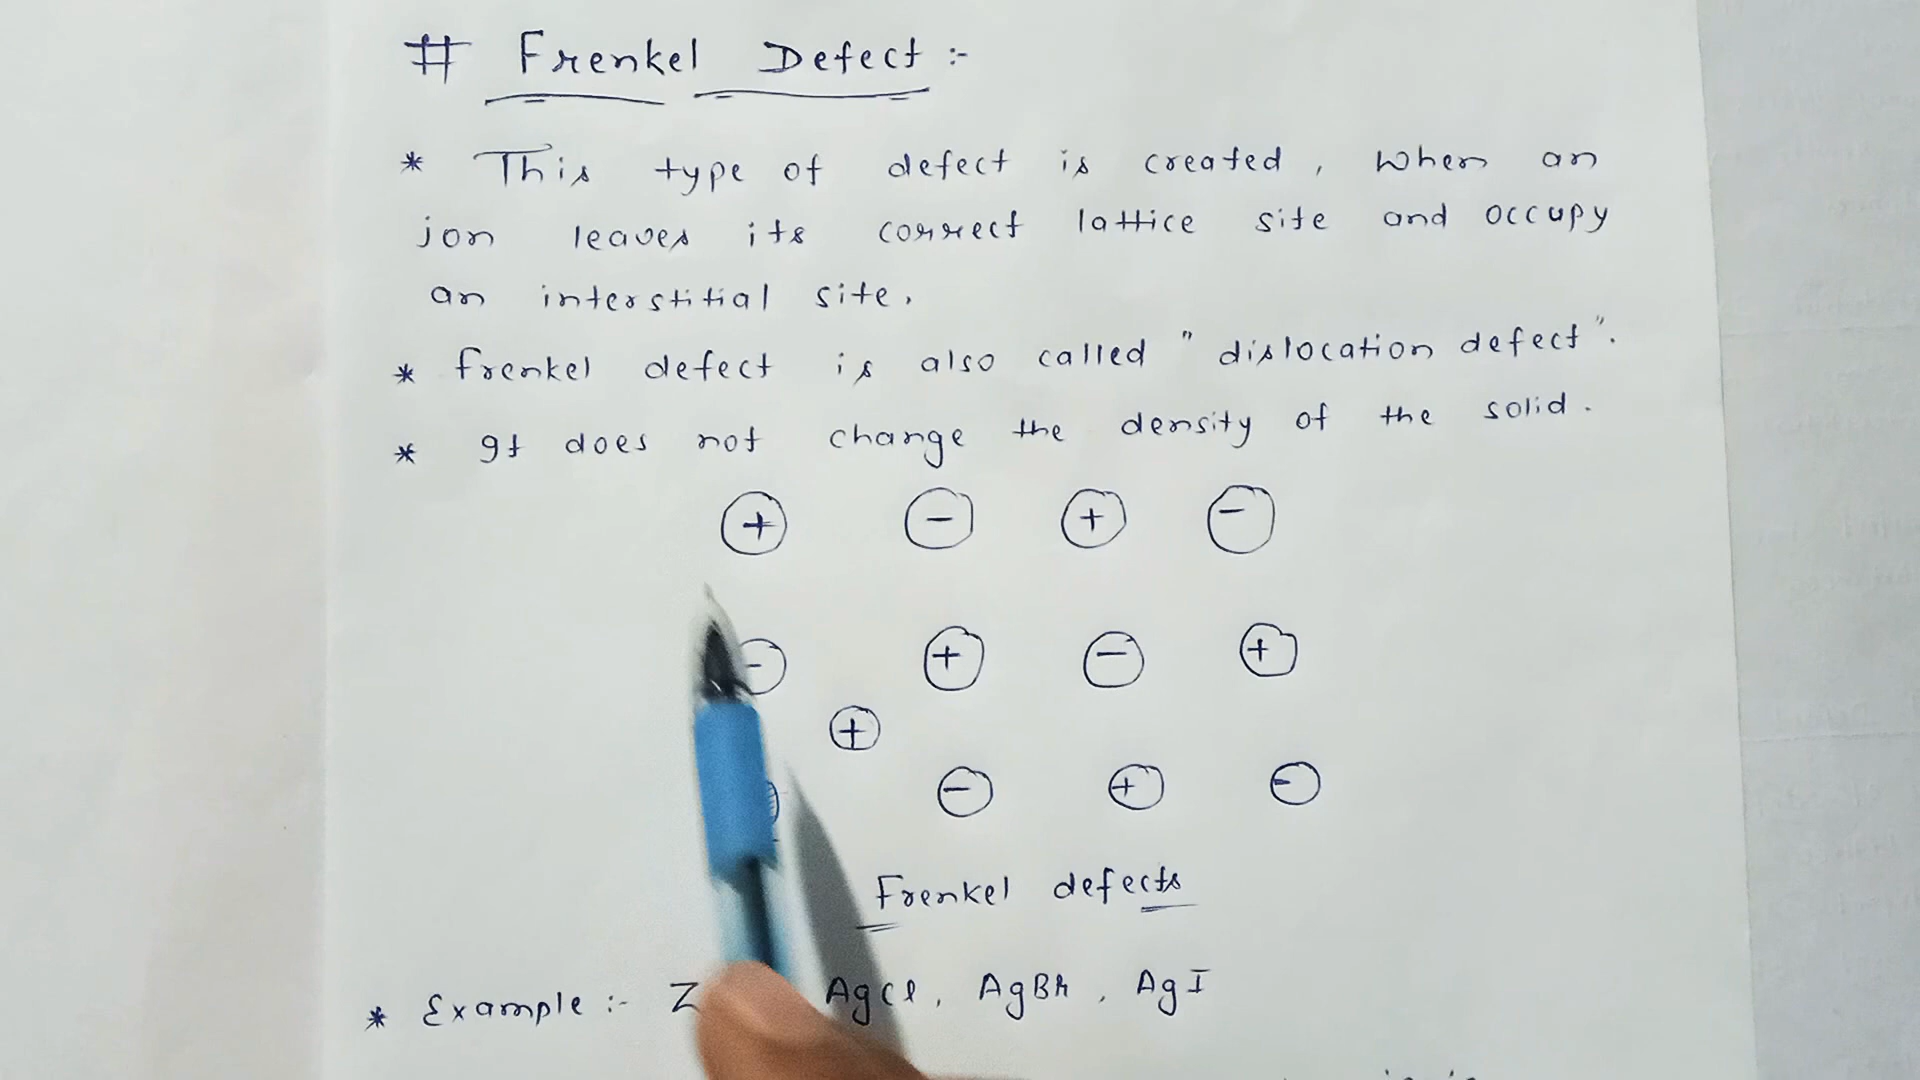 # Frenkel Defect :-
* This type of defect is created, when an
ion leaves its correct lattice site and occupy
an interstitial site.
* frenkel defect is also called "dislocation defect".
* It does not change the density of the solid.
+ - + -
- + - +
+
- + -
Frenkel defects
* Example :- AgCl, AgBr, AgI